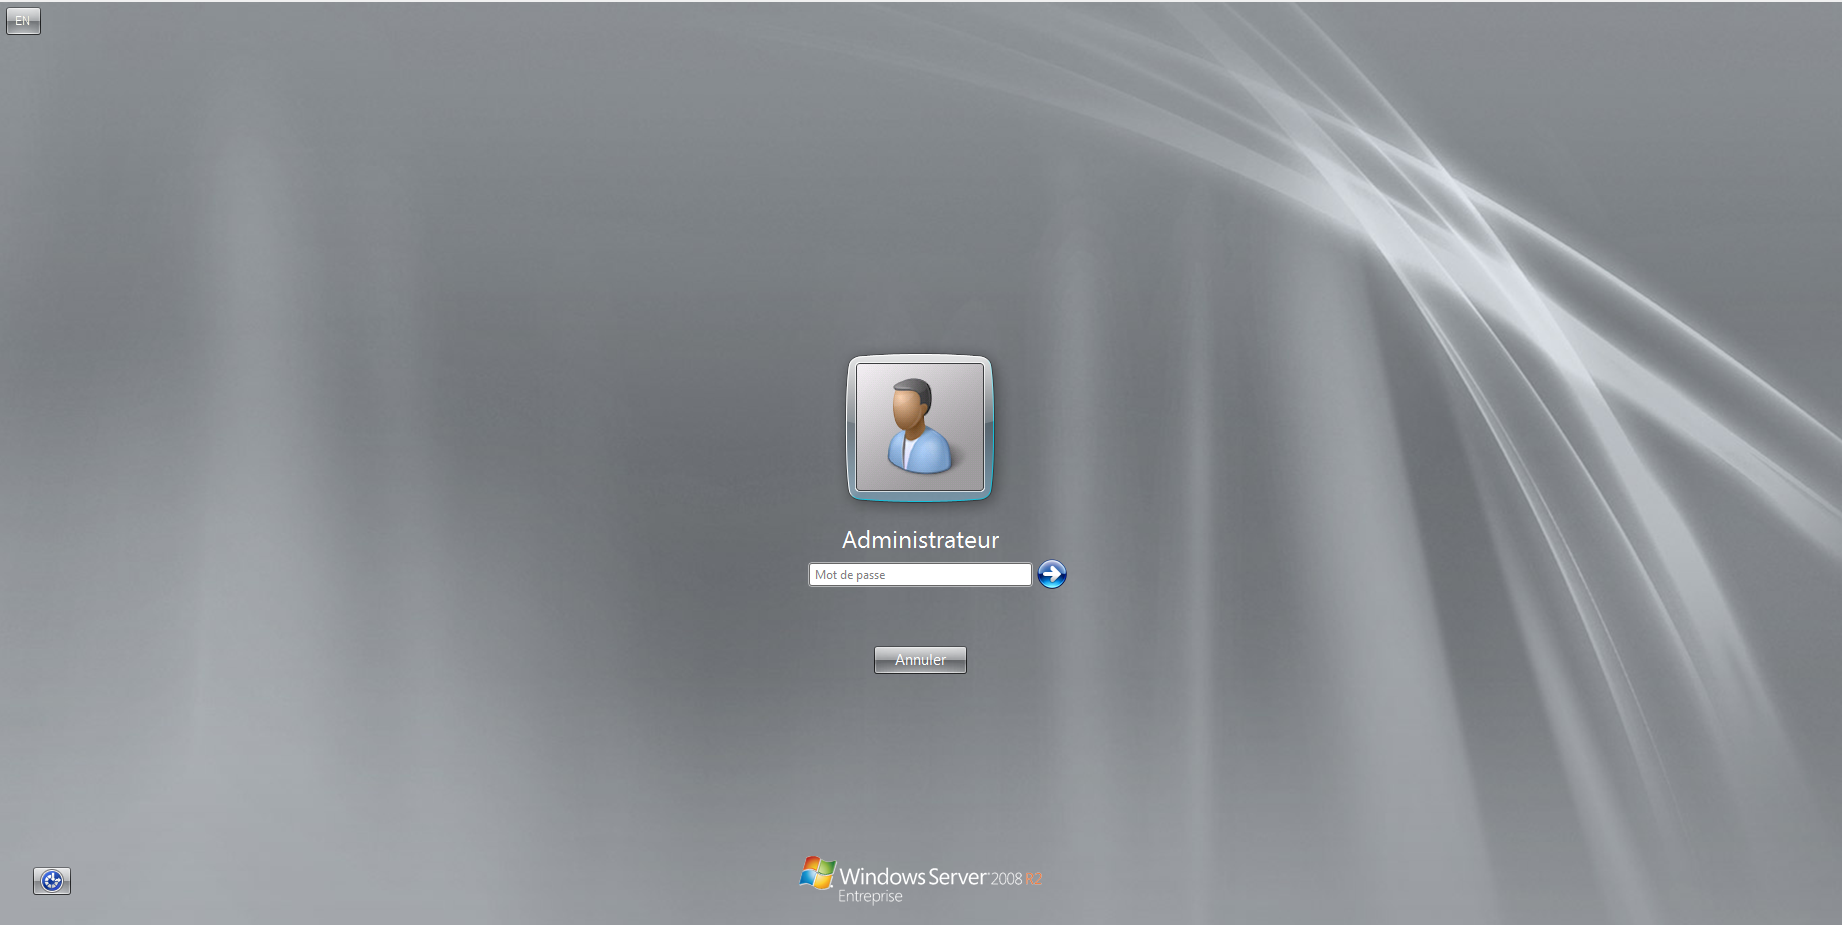 EN
Administrateur
Mot de passe
Annuler
Windows Server 2008 R2
Entreprise